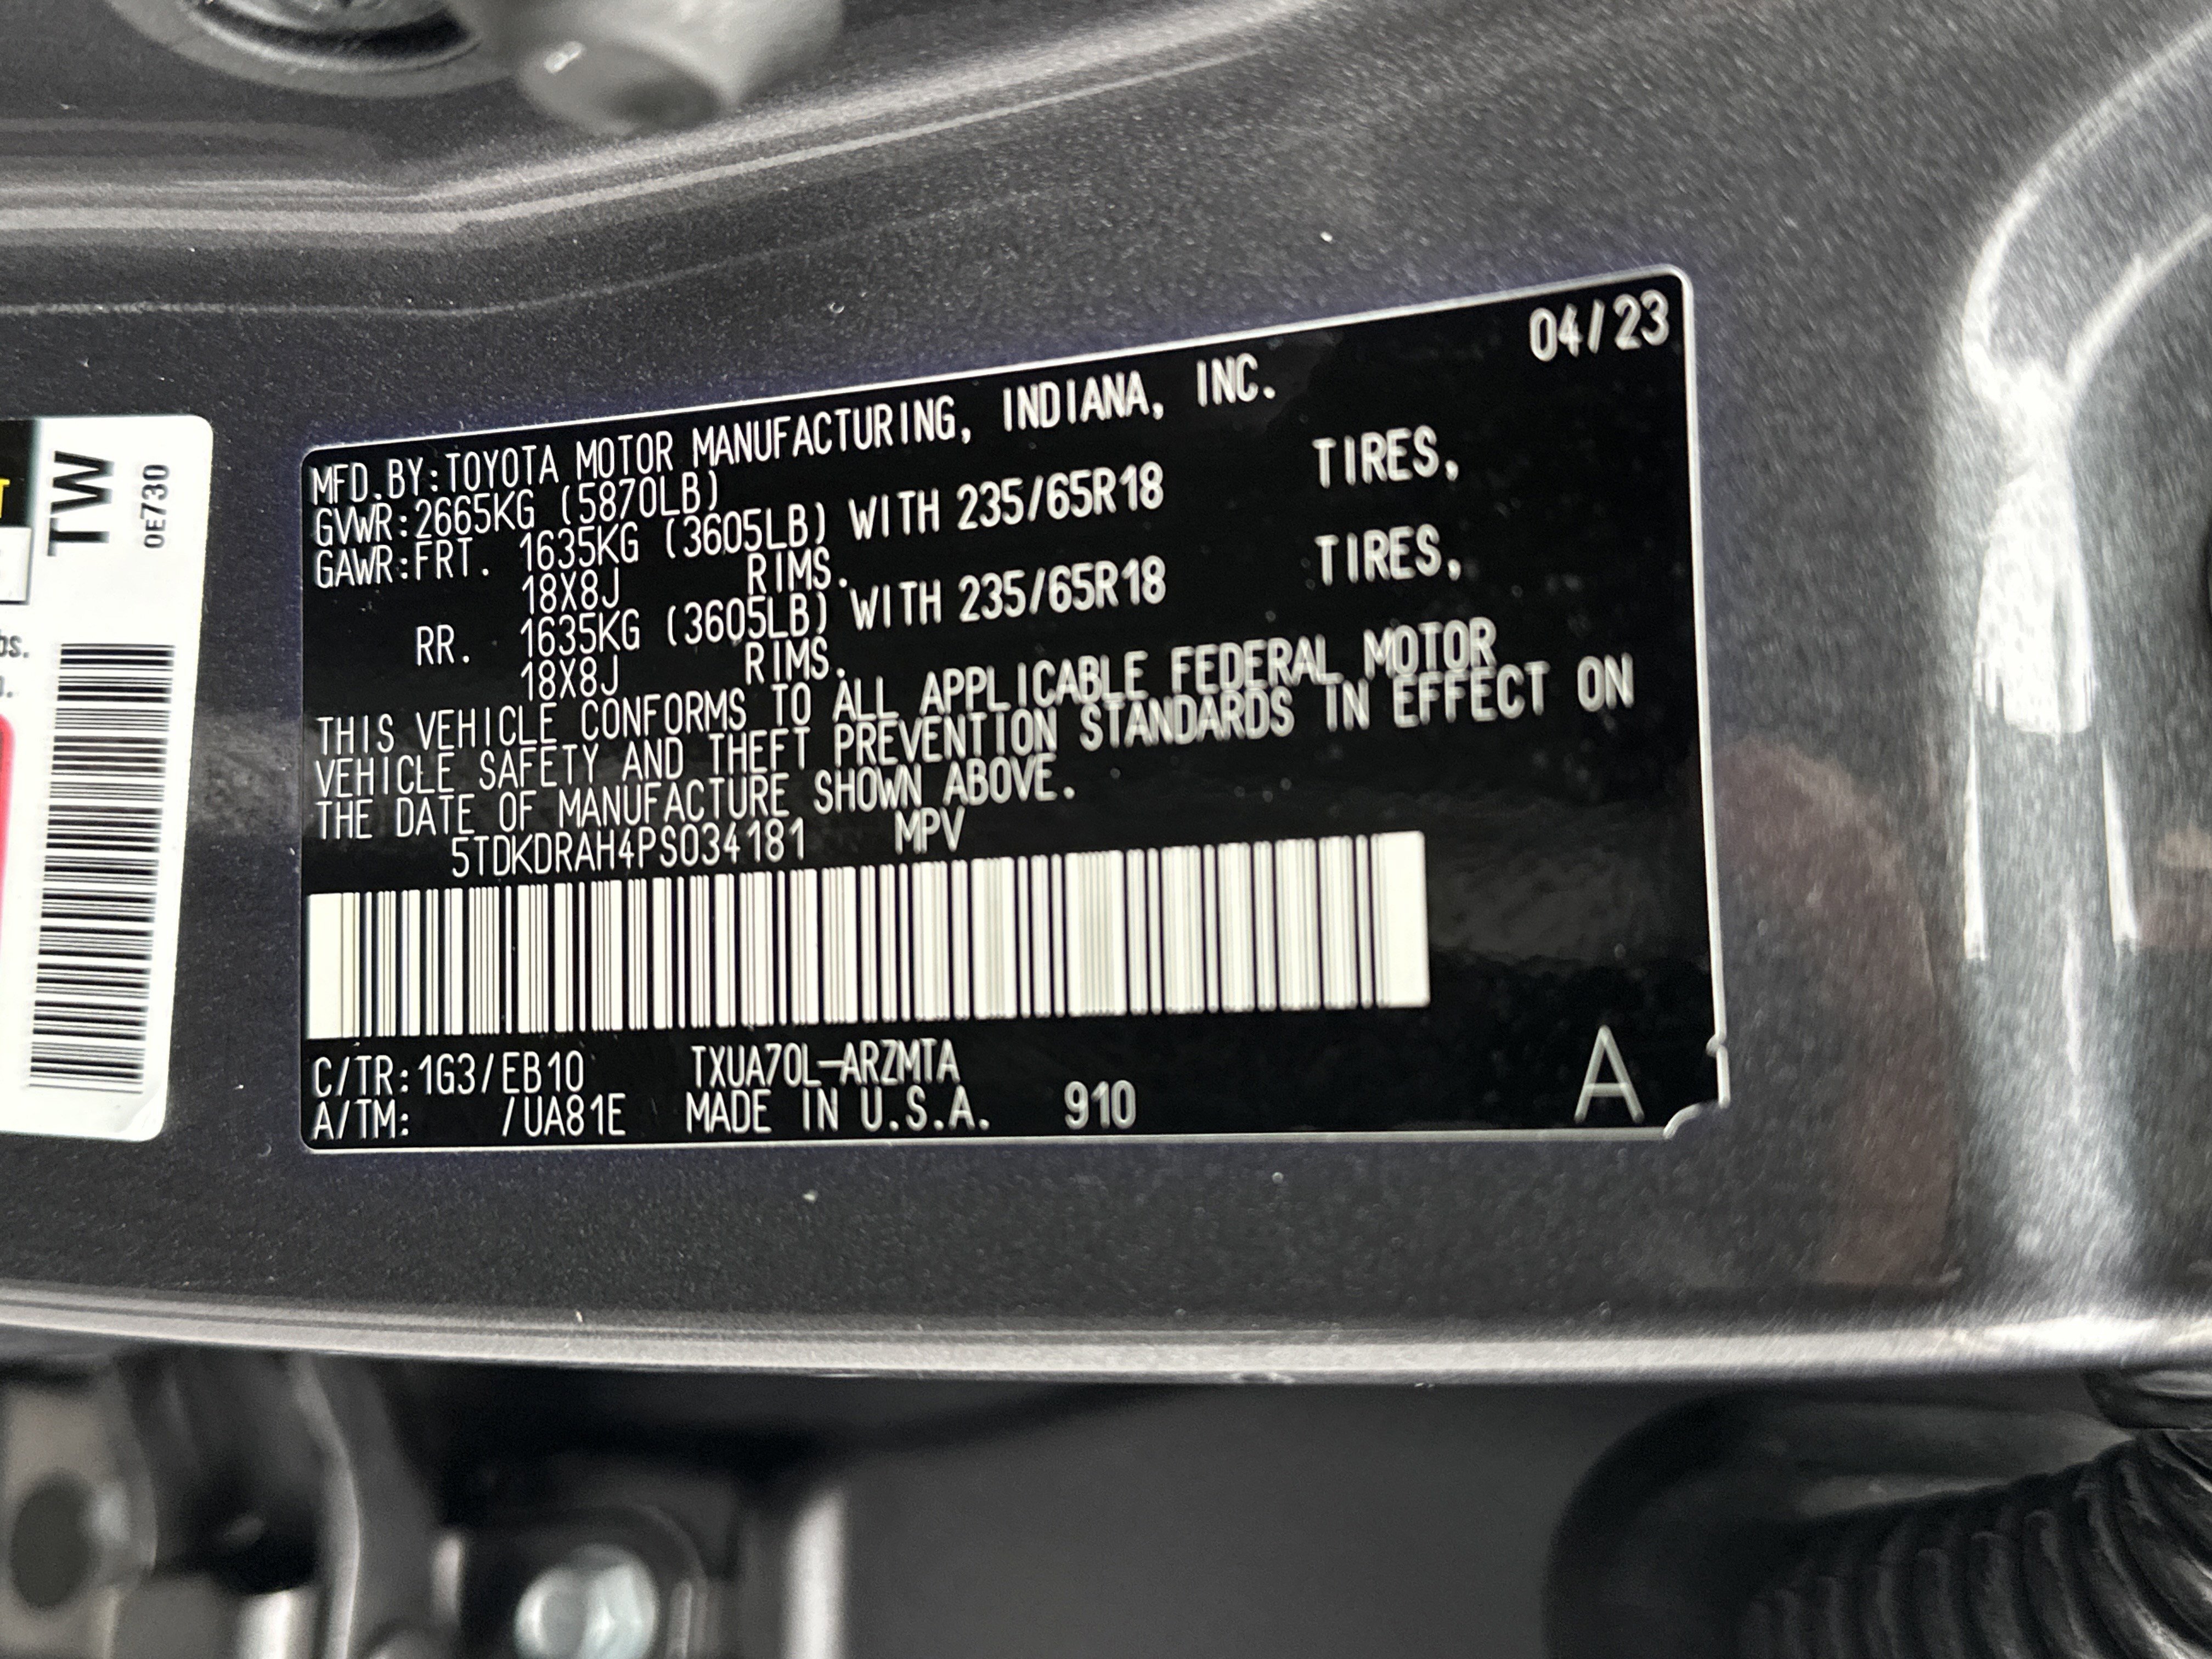 TW
0E730
04/23
MFD.BY:TOYOTA MOTOR MANUFACTURING, INDIANA, INC.
GVWR:2665KG (5870LB)
GAWR:FRT. 1635KG (3605LB) WITH 235/65R18 TIRES,
18X8J RIMS.
RR. 1635KG (3605LB) WITH 235/65R18 TIRES,
18X8J RIMS.
THIS VEHICLE CONFORMS TO ALL APPLICABLE FEDERAL MOTOR
VEHICLE SAFETY AND THEFT PREVENTION STANDARDS IN EFFECT ON
THE DATE OF MANUFACTURE SHOWN ABOVE.
5TDKDRAH4PS034181 MPV
C/TR:1G3/EB10 TXUA70L-ARZMTA
A/TM: /UA81E MADE IN U.S.A. 910
A